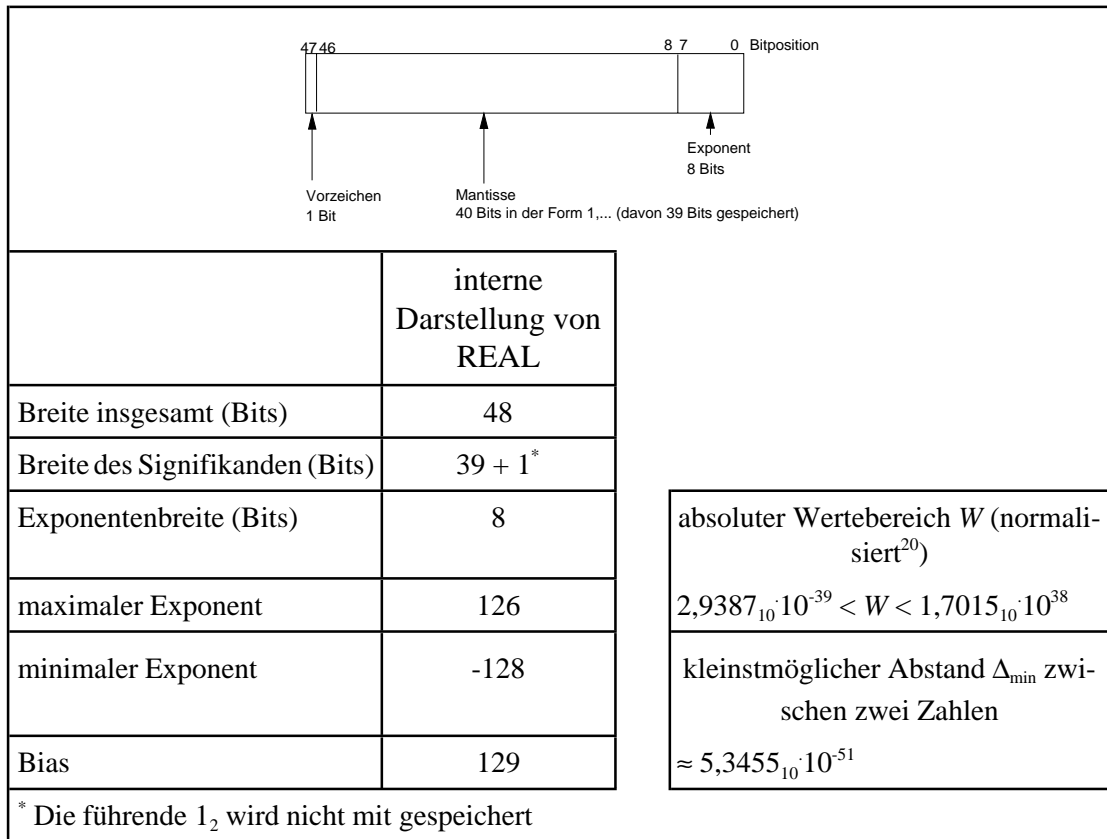 47 46 8 7 0 Bitposition
Exponent
8 Bits
Vorzeichen
1 Bit
Mantisse
40 Bits in der Form 1,... (davon 39 Bits gespeichert)
interne
Darstellung von
REAL
Breite insgesamt (Bits) 48
Breite des Signifikanden (Bits) 39 + 1*
Exponentenbreite (Bits) 8
absoluter Wertebereich W (normali-
siert20)
maximaler Exponent 126
2,938710·10-39 < W < 1,701510·1038
minimaler Exponent -128
kleinstmöglicher Abstand Δmin zwi-
schen zwei Zahlen
Bias 129
≈ 5,345510·10-51
* Die führende 12 wird nicht mit gespeichert